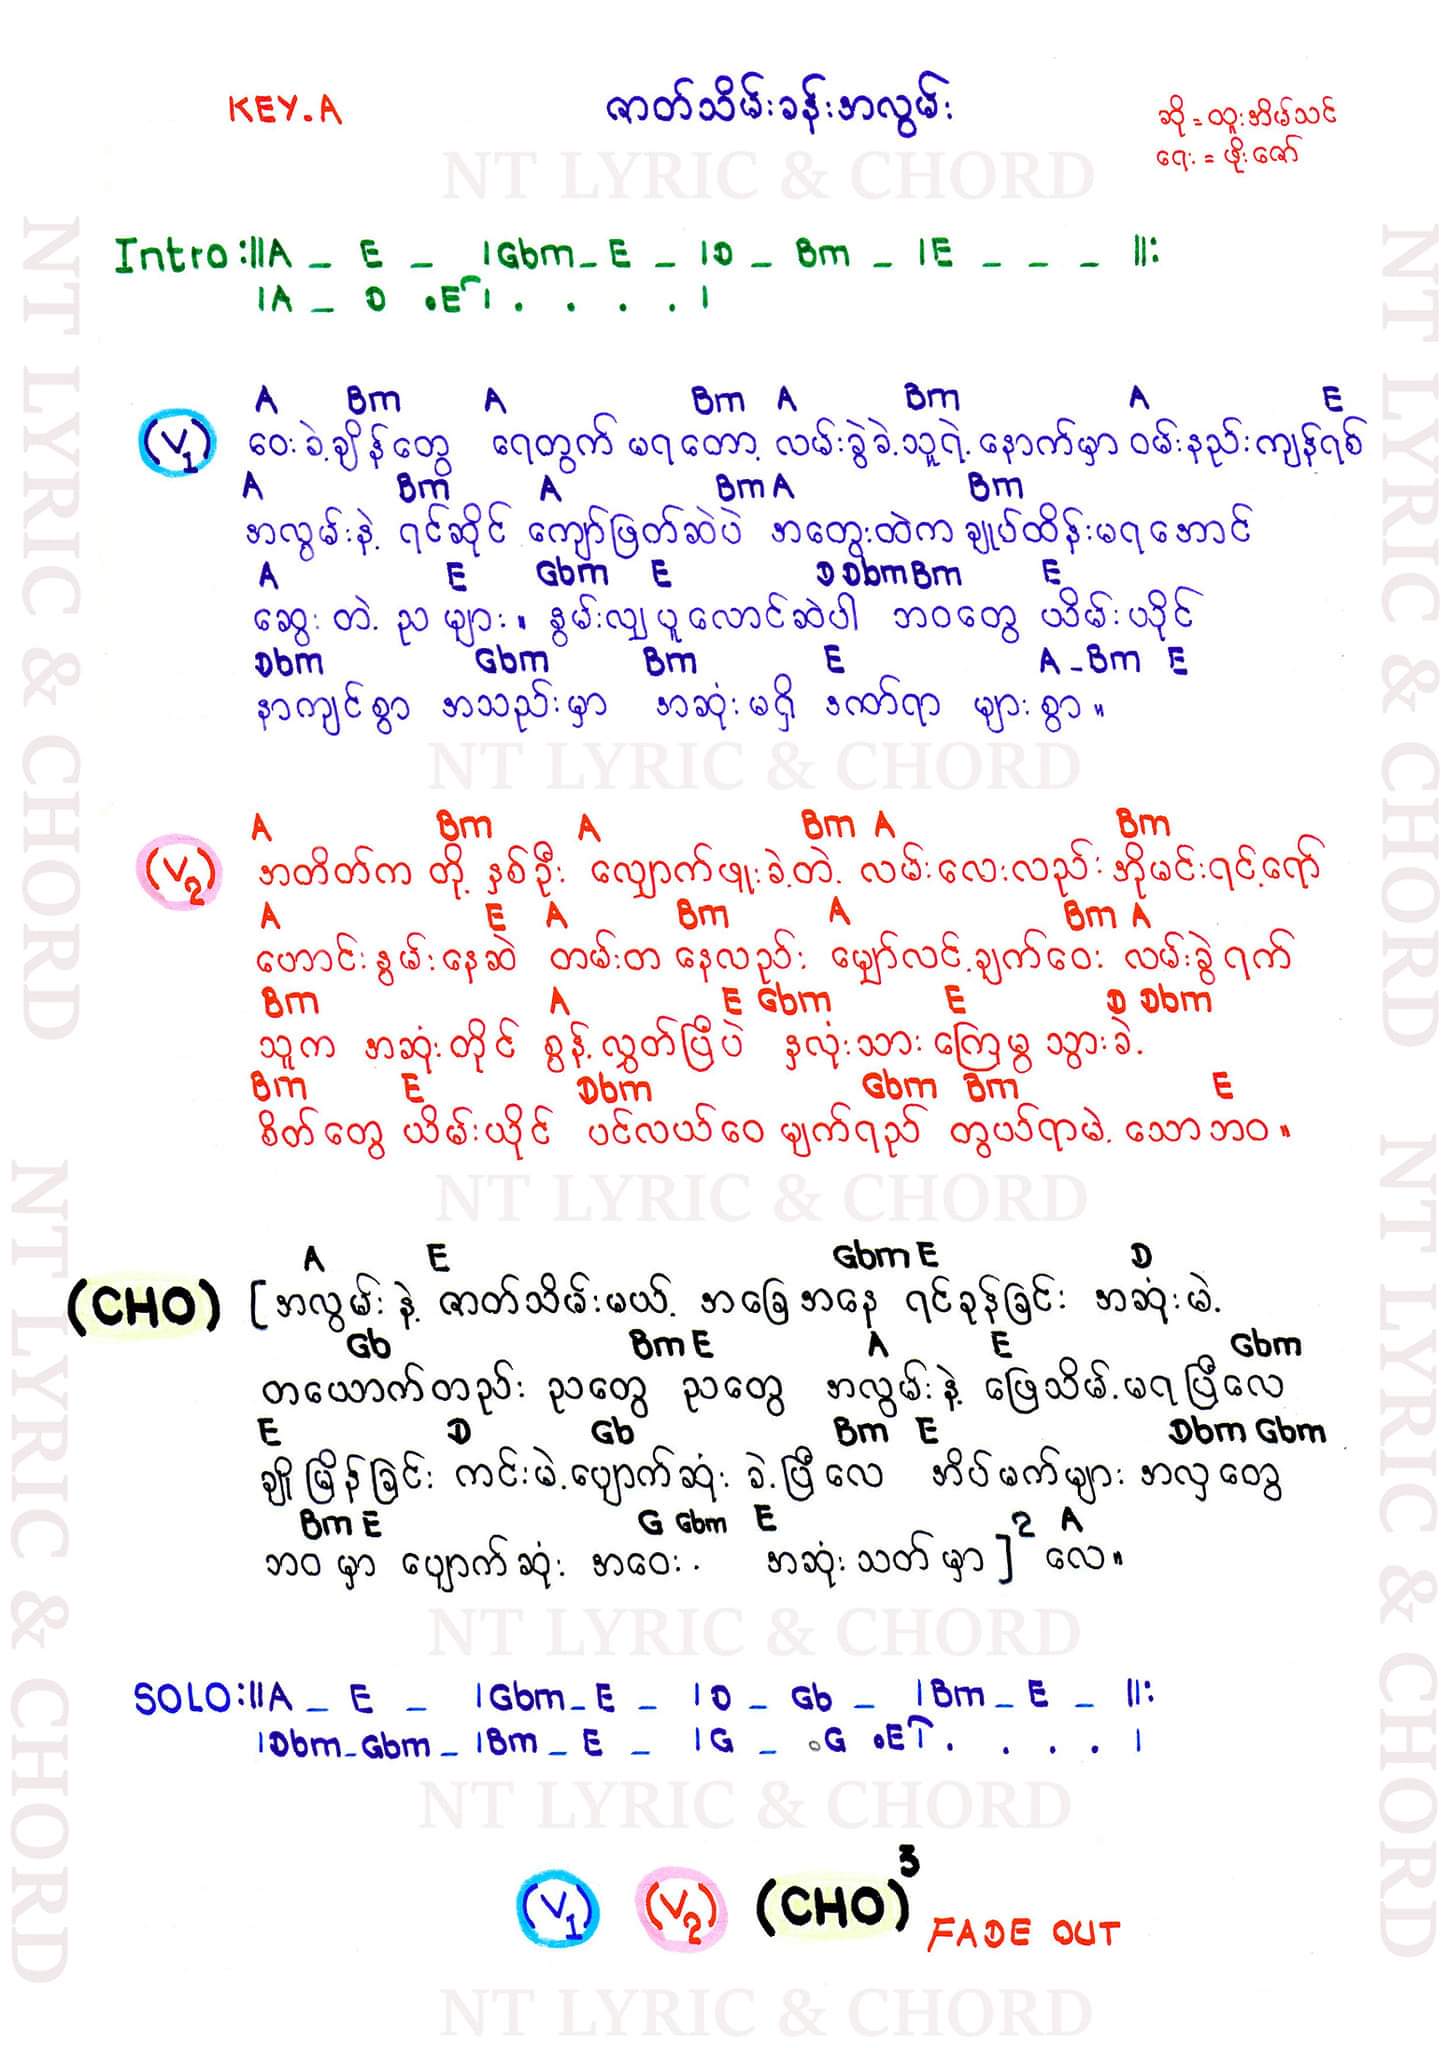 KEY.A
ဇာတ်သိမ်းခန်းအလွမ်း
ဆို = ထူးအိမ်သင်
ရေး = ဖိုးဇော်
NT LYRIC & CHORD
Intro :||A _ E _ |Gbm _ E _ |D _ Bm _ |E _ _ _ ||:
|A _ D .E | . . . . |
A Bm A Bm A Bm A E
(V1) ဝေးခဲ့ချိန်တွေ ရေတွက်မရတော့ လမ်းခွဲခဲ့သူရဲ့နောက်မှာ ဝမ်းနည်းကျန်ရစ်
A Bm A Bm A Bm
အလွမ်းနဲ့ ရင်ဆိုင် ကျော်ဖြတ်ဆဲပဲ အတွေးထဲက ချုပ်ထိန်းမရအောင်
A E Gbm E D Dbm Bm E
ဆွေးတဲ့ ညများ။ နွမ်းလျှပူလောင်ဆဲပါ ဘဝတွေ ယိမ်းယိုင်
Dbm Gbm Bm E A - Bm E
နာကျင်စွာ အသည်းမှာ အဆုံးမရှိ ဒဏ်ရာ များစွာ။
NT LYRIC & CHORD
A Bm A Bm A Bm
(V2) အတိတ်က တို့ နှစ်ဦး လျှောက်ဖူးခဲ့တဲ့ လမ်းလေးလည်း အိုမင်းရင့်ရော်
A E A Bm A Bm A
ဟောင်းနွမ်းနေဆဲ တမ်းတနေလည်း မျှော်လင့်ချက်ဝေး လမ်းခွဲရက်
Bm A E Gbm E D Dbm
သူက အဆုံးတိုင် စွန့်လွှတ်ပြီပဲ နှလုံးသား ကြေမွသွားခဲ့
Bm E Dbm Gbm Bm E
စိတ်တွေ ယိမ်းယိုင် ပင်လယ်ဝေ မျက်ရည် တွယ်ရာမဲ့ သောဘဝ။
NT LYRIC & CHORD
A E Gbm E D
(CHO) [အလွမ်းနဲ့ ဇာတ်သိမ်းမယ့် အခြေအနေ ရင်ခုန်ခြင်း အဆုံးမဲ့
Gb Bm E A E Gbm
တယောက်တည်း ညတွေ ညတွေ အလွမ်းနဲ့ ဖြေသိမ့်မရပြီလေ
E D Gb Bm E Dbm Gbm
ချိုမြိန်ခြင်း ကင်းမဲ့ပျောက်ဆုံး ခဲ့ပြီလေ အိပ်မက်များ အလှတွေ
Bm E G Gbm E 2 A
ဘဝမှာ ပျောက်ဆုံး အဝေး. အဆုံးသတ်မှာ] လေ။
NT LYRIC & CHORD
SOLO:||A _ E _ |Gbm _ E _ |D _ Gb _ |Bm _ E _ ||:
|Dbm _ Gbm _ |Bm _ E _ |G _ .G .E | . . . . |
NT LYRIC & CHORD
(V1) (V2) (CHO)3 FADE OUT
NT LYRIC & CHORD
NT LYRIC & CHORD
NT LYRIC & CHORD
NT LYRIC & CHORD
NT LYRIC & CHORD